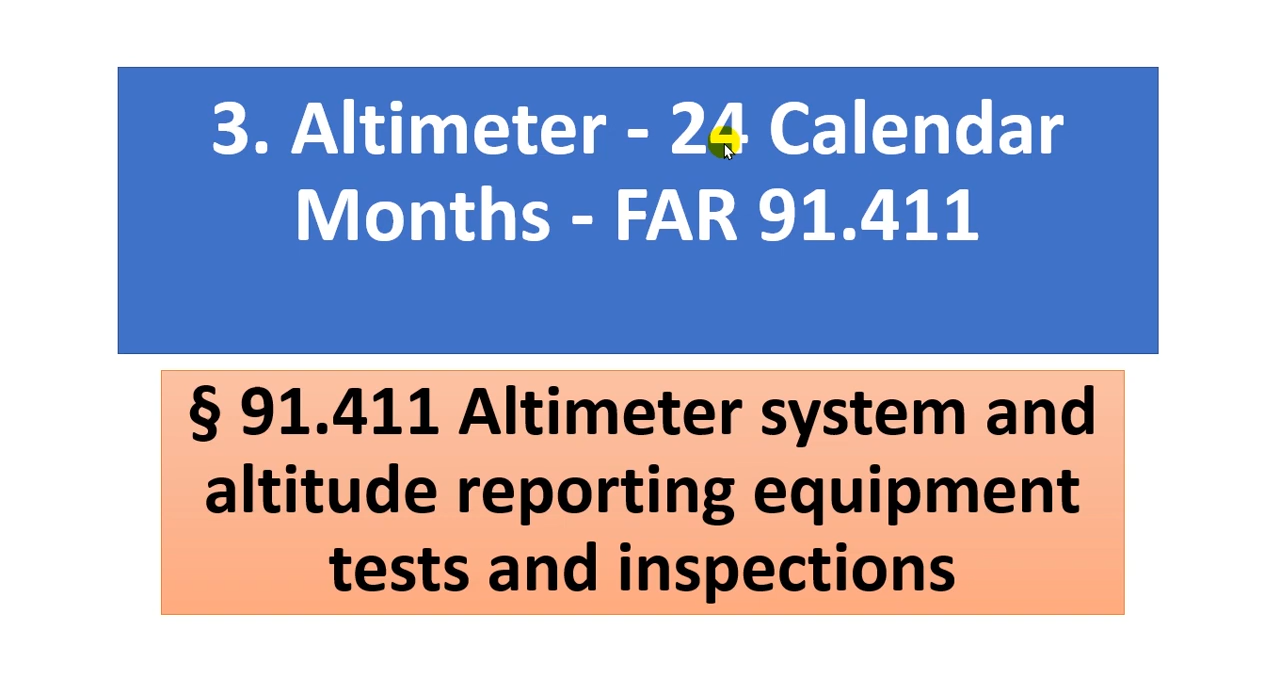 3. Altimeter - 24 Calendar
Months - FAR 91.411
§ 91.411 Altimeter system and
altitude reporting equipment
tests and inspections